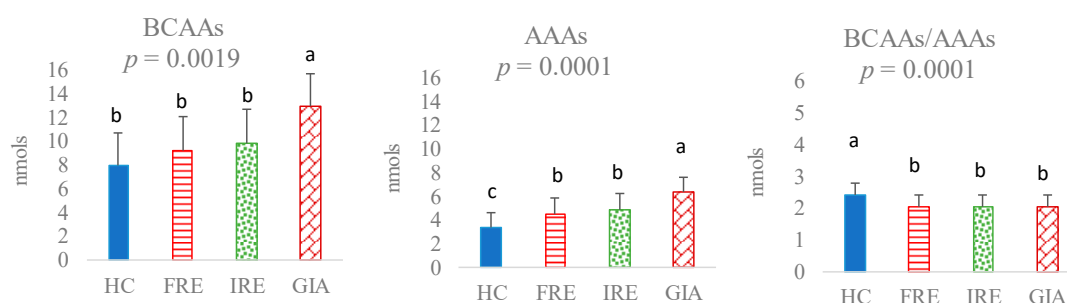 BCAAs
p = 0.0019
nmols
16
14
12
10
8
6
4
2
0
b
b
b
a
HC
FRE
IRE
GIA
AAAs
p = 0.0001
nmols
16
14
12
10
8
6
4
2
0
c
b
b
a
HC
FRE
IRE
GIA
BCAAs/AAAs
p = 0.0001
nmols
6
5
4
3
2
1
0
a
b
b
b
HC
FRE
IRE
GIA